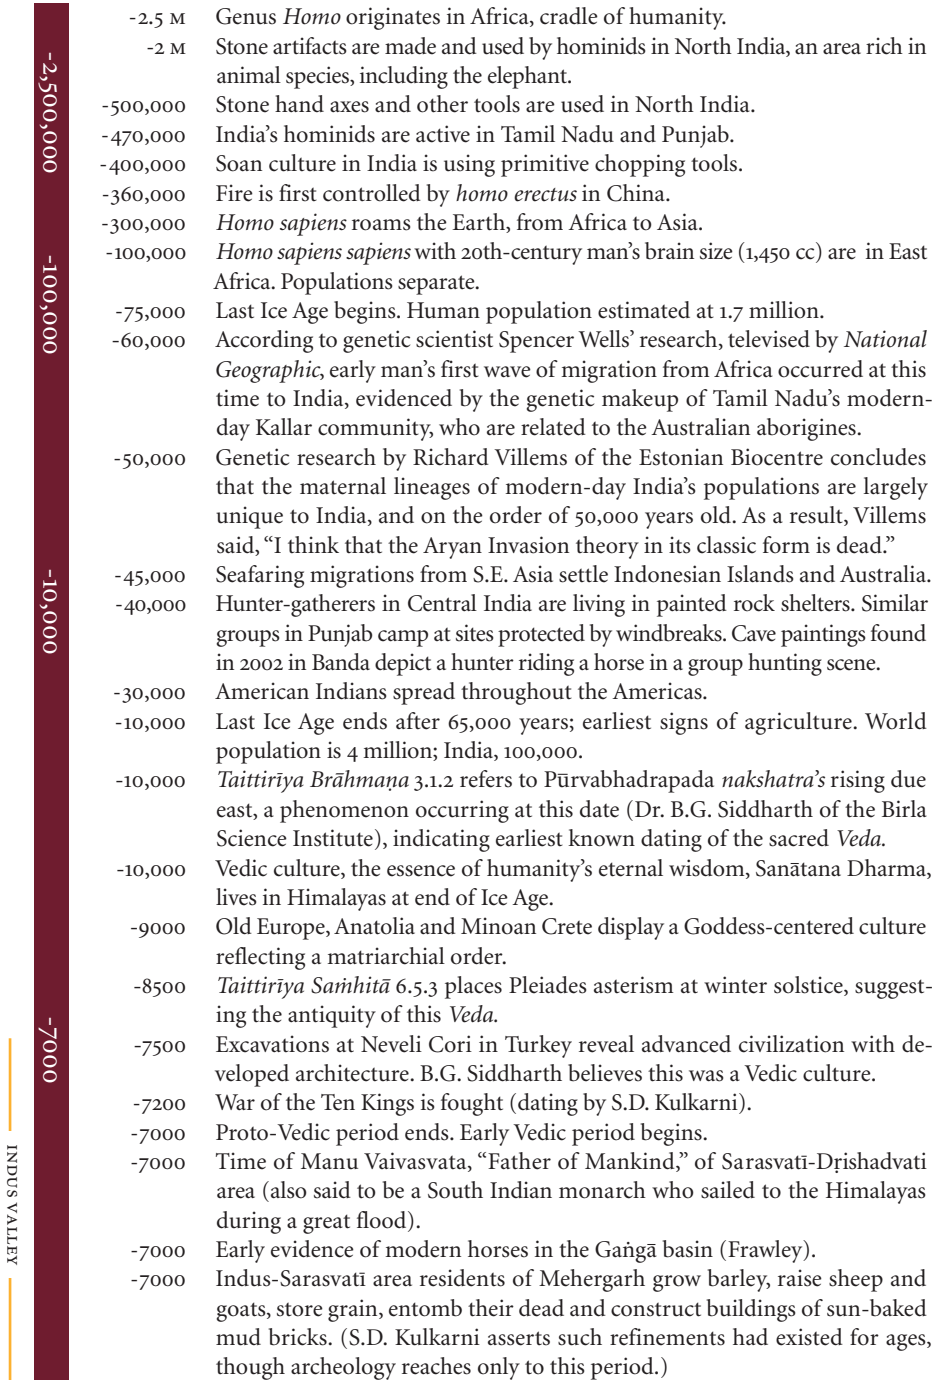 -2.5 M Genus Homo originates in Africa, cradle of humanity.
-2 M Stone artifacts are made and used by hominids in North India, an area rich in
animal species, including the elephant.
-500,000 Stone hand axes and other tools are used in North India.
-470,000 India's hominids are active in Tamil Nadu and Punjab.
-400,000 Soan culture in India is using primitive chopping tools.
-360,000 Fire is first controlled by homo erectus in China.
-300,000 Homo sapiens roams the Earth, from Africa to Asia.
-100,000 Homo sapiens sapiens with 20th-century man's brain size (1,450 cc) are in East
Africa. Populations separate.
-75,000 Last Ice Age begins. Human population estimated at 1.7 million.
-60,000 According to genetic scientist Spencer Wells' research, televised by National
Geographic, early man's first wave of migration from Africa occurred at this
time to India, evidenced by the genetic makeup of Tamil Nadu's modern-
day Kallar community, who are related to the Australian aborigines.
-50,000 Genetic research by Richard Villems of the Estonian Biocentre concludes
that the maternal lineages of modern-day India's populations are largely
unique to India, and on the order of 50,000 years old. As a result, Villems
said, "I think that the Aryan Invasion theory in its classic form is dead."
-45,000 Seafaring migrations from S.E. Asia settle Indonesian Islands and Australia.
-40,000 Hunter-gatherers in Central India are living in painted rock shelters. Similar
groups in Punjab camp at sites protected by windbreaks. Cave paintings found
in 2002 in Banda depict a hunter riding a horse in a group hunting scene.
-30,000 American Indians spread throughout the Americas.
-10,000 Last Ice Age ends after 65,000 years; earliest signs of agriculture. World
population is 4 million; India, 100,000.
-10,000 Taittirīya Brāhmaṇa 3.1.2 refers to Pūrvabhadrapada nakshatra's rising due
east, a phenomenon occurring at this date (Dr. B.G. Siddharth of the Birla
Science Institute), indicating earliest known dating of the sacred Veda.
-10,000 Vedic culture, the essence of humanity's eternal wisdom, Sanātana Dharma,
lives in Himalayas at end of Ice Age.
-9000 Old Europe, Anatolia and Minoan Crete display a Goddess-centered culture
reflecting a matriarchial order.
-8500 Taittirīya Saṁhitā 6.5.3 places Pleiades asterism at winter solstice, suggest-
ing the antiquity of this Veda.
-7500 Excavations at Neveli Cori in Turkey reveal advanced civilization with de-
veloped architecture. B.G. Siddharth believes this was a Vedic culture.
-7200 War of the Ten Kings is fought (dating by S.D. Kulkarni).
-7000 Proto-Vedic period ends. Early Vedic period begins.
-7000 Time of Manu Vaivasvata, "Father of Mankind," of Sarasvatī-Dṛishadvati
area (also said to be a South Indian monarch who sailed to the Himalayas
during a great flood).
-7000 Early evidence of modern horses in the Gaṅgā basin (Frawley).
-7000 Indus-Sarasvatī area residents of Mehergarh grow barley, raise sheep and
goats, store grain, entomb their dead and construct buildings of sun-baked
mud bricks. (S.D. Kulkarni asserts such refinements had existed for ages,
though archeology reaches only to this period.)
-2,500,000
-100,000
-10,000
-7000
INDUS VALLEY